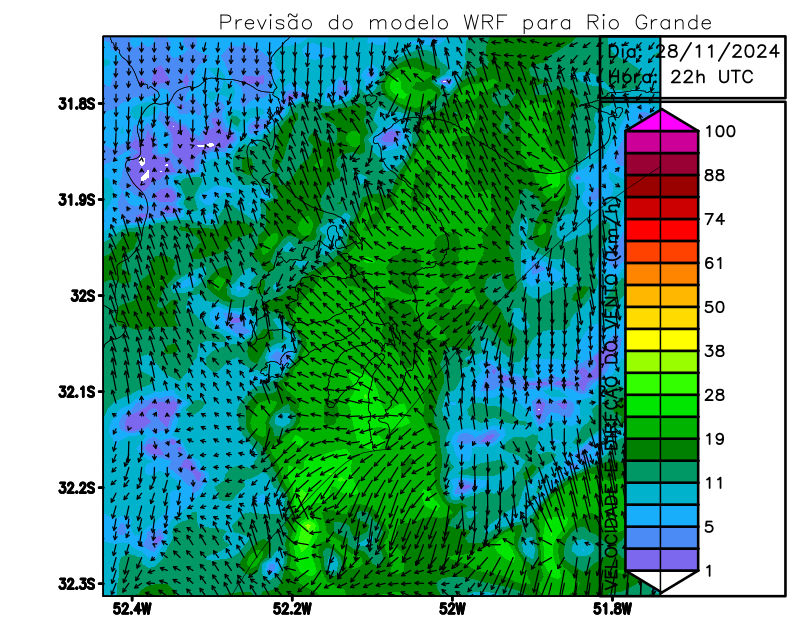 Previsão do modelo WRF para Rio Grande
Dia: 28/11/2024
Hora: 22h UTC
31.8S
31.9S
32S
32.1S
32.2S
32.3S
52.4W
52.2W
52W
51.8W
VELOCIDADE E DIREÇÃO DO VENTO (km/h)
100
88
74
61
50
38
28
19
11
5
1